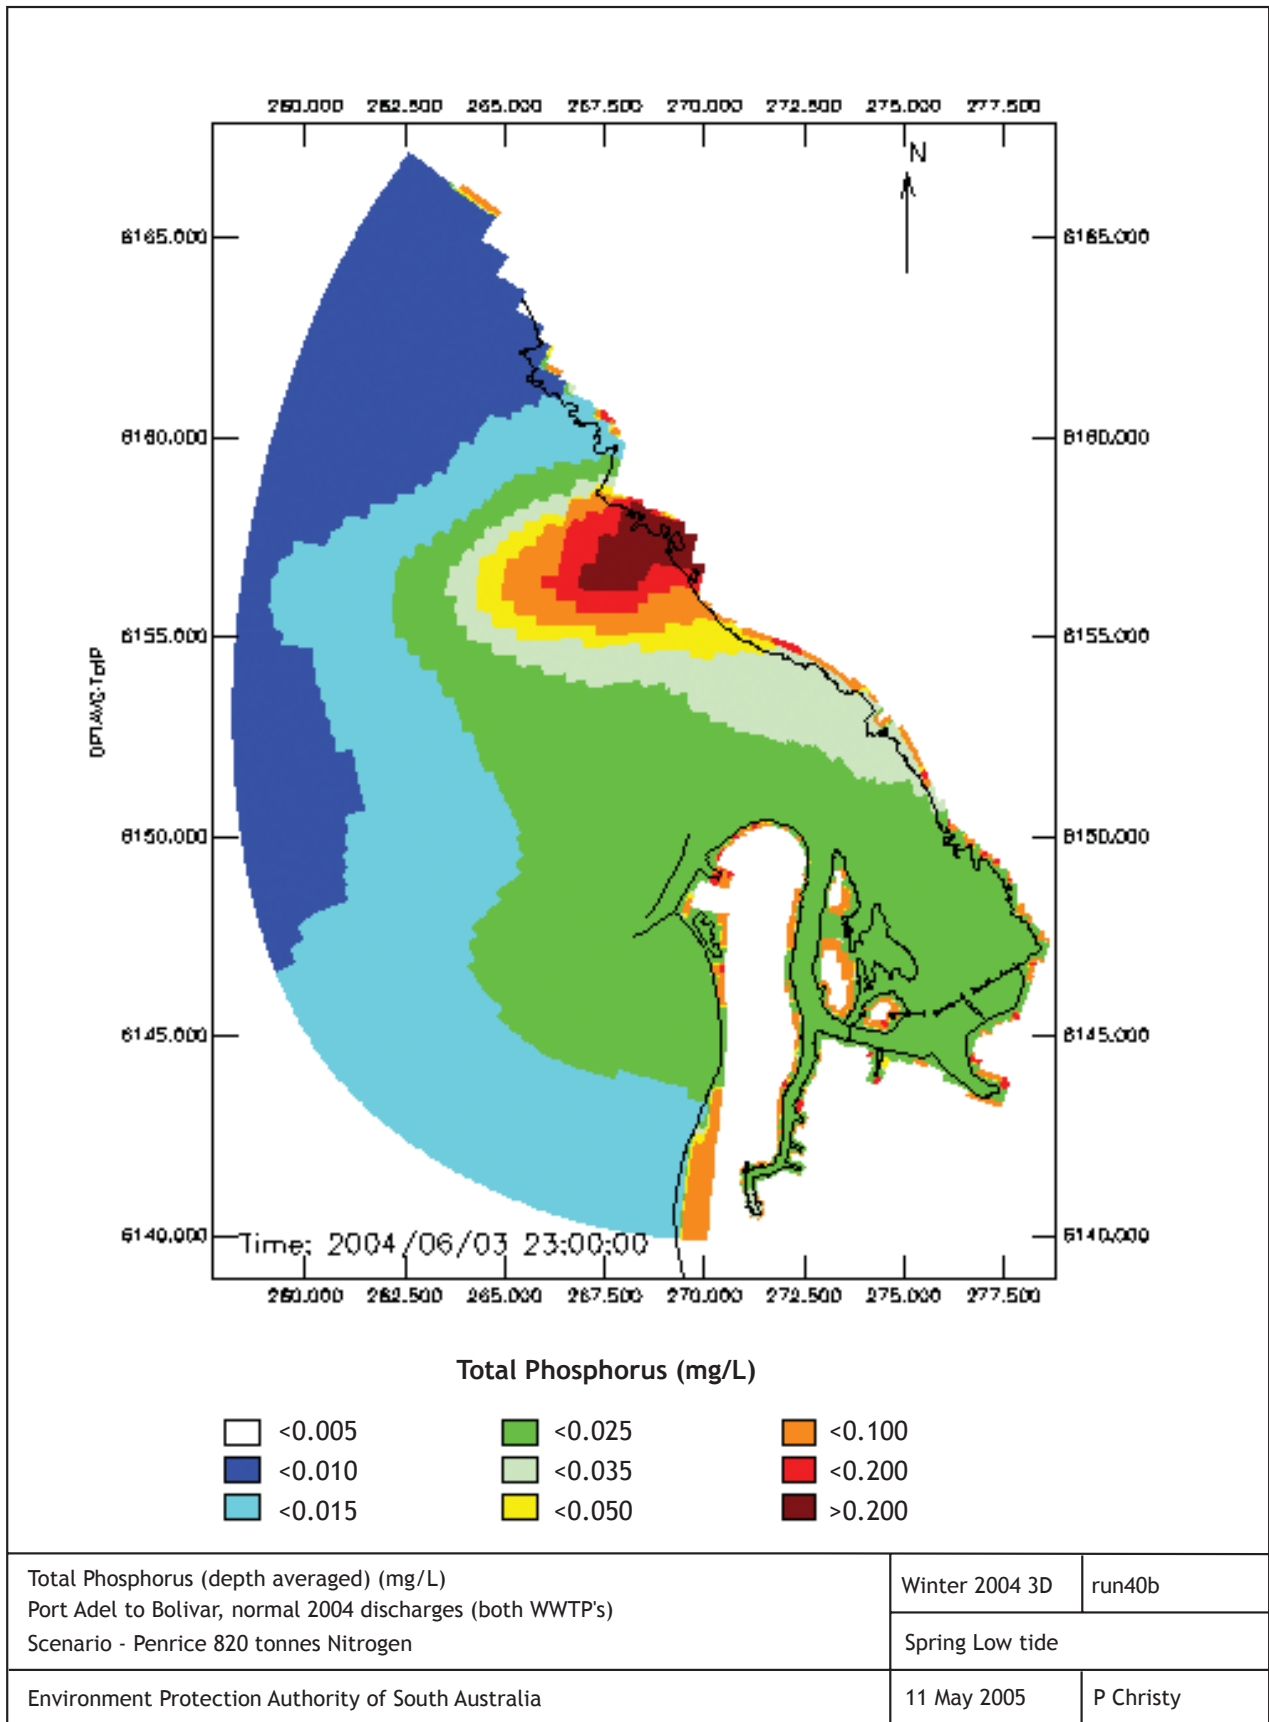 260.000 262.500 265.000 267.500 270.000 272.500 275.000 277.500
N
6165.000 6165.000
6160.000 6160.000
6155.000 6155.000
6150.000 6150.000
6145.000 6145.000
6140.000 6140.000
Time: 2004/06/03 23:00:00
260.000 262.500 265.000 267.500 270.000 272.500 275.000 277.500
Total Phosphorus (mg/L)
<0.005 <0.025 <0.100
<0.010 <0.035 <0.200
<0.015 <0.050 >0.200
Total Phosphorus (depth averaged) (mg/L)
Port Adel to Bolivar, normal 2004 discharges (both WWTP's)
Scenario - Penrice 820 tonnes Nitrogen
Winter 2004 3D run40b
Spring Low tide
Environment Protection Authority of South Australia
11 May 2005 P Christy